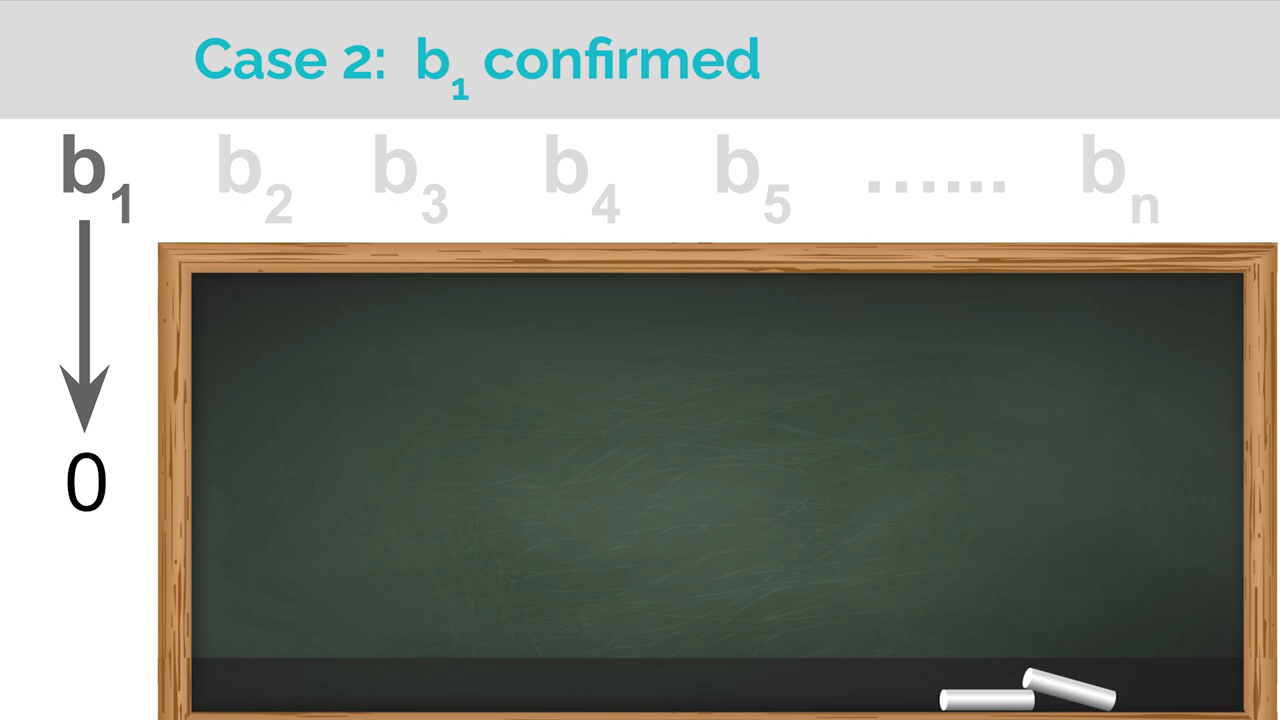 Case 2: b₁ confirmed
b₁ b₂ b₃ b₄ b₅ ...... bₙ
0